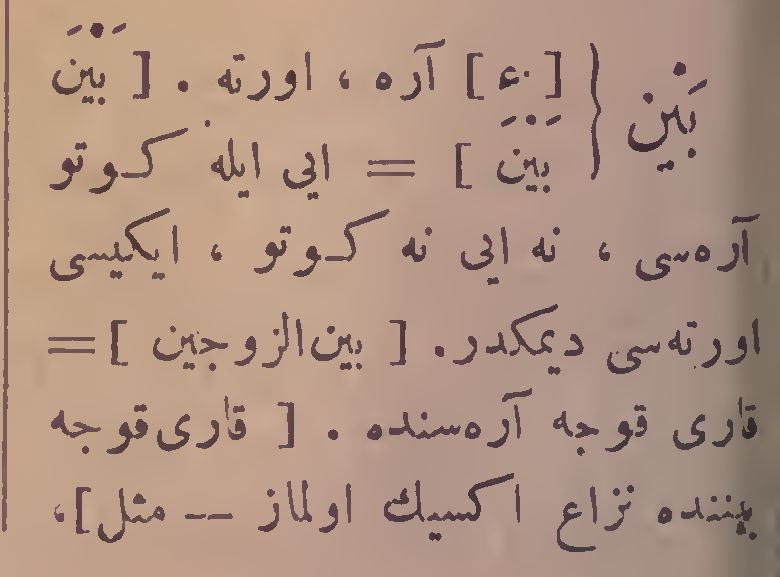 بَيْن } [ ء ٠] آره ، اورته . [ بَيْنَ
بَيْنَ ] = ايى ايله كوتو
آره‌سى ، نه ايى نه كوتو ، ايكيسى
اورته‌سى ديمكدر. [ بين‌الزوجين ] =
قارى قوجه آره‌سنده . [ قارى قوجه
بيننده نزاع اكسيك اولماز -- مثل]،